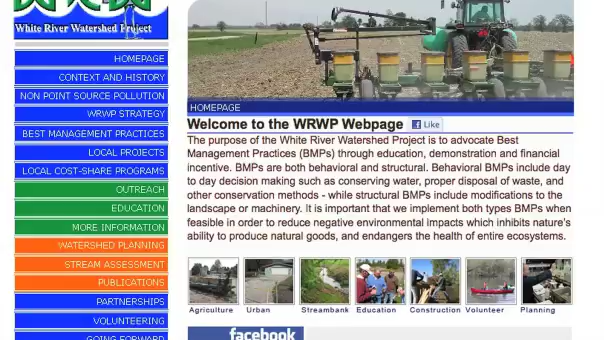 White River Watershed Project
HOMEPAGE
CONTEXT AND HISTORY
NON POINT SOURCE POLLUTION
WRWP STRATEGY
BEST MANAGEMENT PRACTICES
LOCAL PROJECTS
LOCAL COST-SHARE PROGRAMS
OUTREACH
EDUCATION
MORE INFORMATION
WATERSHED PLANNING
STREAM ASSESSMENT
PUBLICATIONS
PARTNERSHIPS
VOLUNTEERING
GOING FORWARD
HOMEPAGE
Welcome to the WRWP Webpage Like
The purpose of the White River Watershed Project is to advocate Best
Management Practices (BMPs) through education, demonstration and financial
incentive. BMPs are both behavioral and structural. Behavioral BMPs include day
to day decision making such as conserving water, proper disposal of waste, and
other conservation methods - while structural BMPs include modifications to the
landscape or machinery. It is important that we implement both types BMPs when
feasible in order to reduce negative environmental impacts which inhibits nature's
ability to produce natural goods, and endangers the health of entire ecosystems.
Agriculture Urban Streambank Education Construction Volunteer Planning
facebook